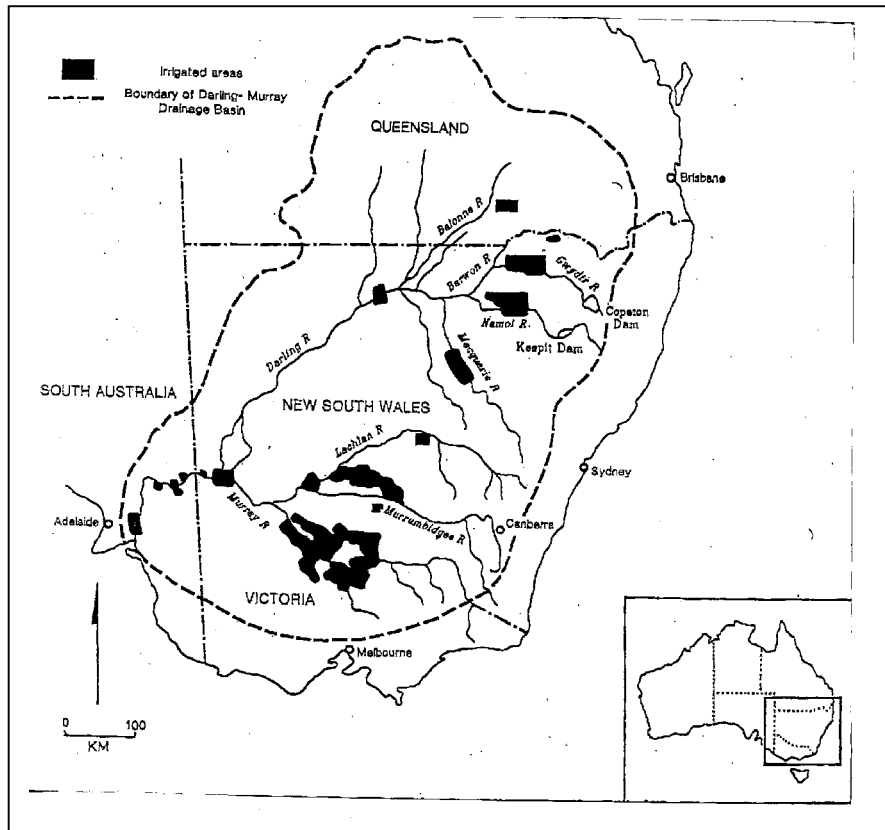 Irrigated areas
Boundary of Darling-Murray
Drainage Basin
QUEENSLAND
Brisbane
Balonne R
Barwon R
Gwydir R
Copeton
Dam
Namoi R.
Keepit Dam
Macquarie R
Darling R
SOUTH AUSTRALIA
NEW SOUTH WALES
Lachlan R
Sydney
Murray R
Murrumbidgee R
Canberra
Adelaide
VICTORIA
Melbourne
0 100
KM